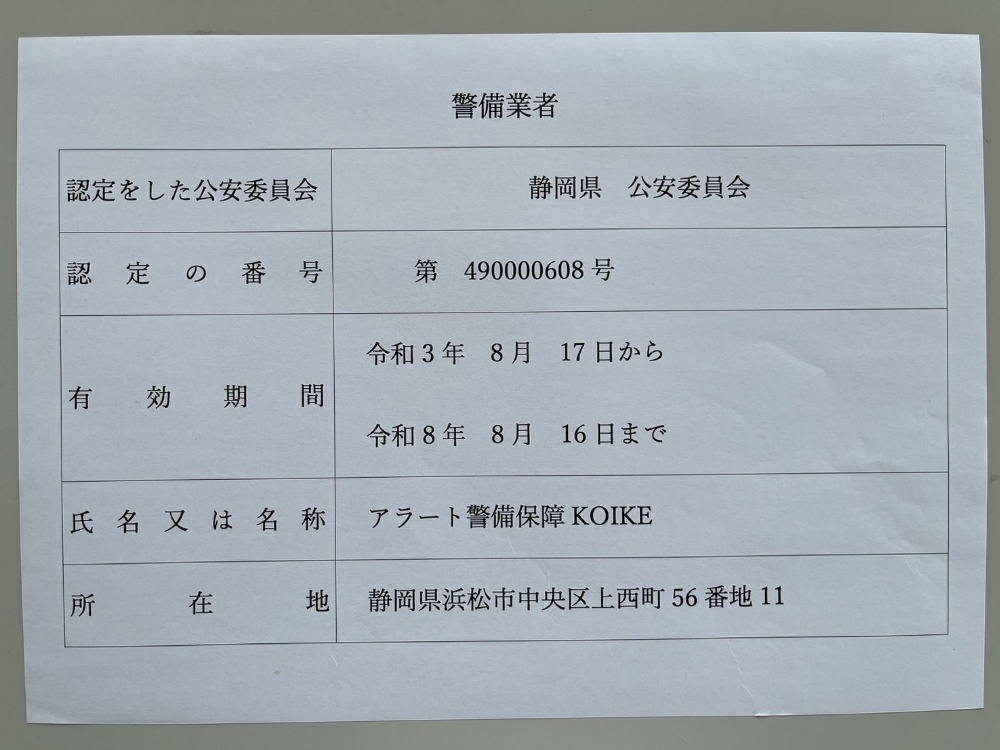 警備業者
認定をした公安委員会
静岡県　公安委員会
認定の番号
第　490000608 号
有効期間
令和 3 年　8 月　17 日から
令和 8 年　8 月　16 日まで
氏名又は名称
アラート警備保障 KOIKE
所在地
静岡県浜松市中央区上西町 56 番地 11